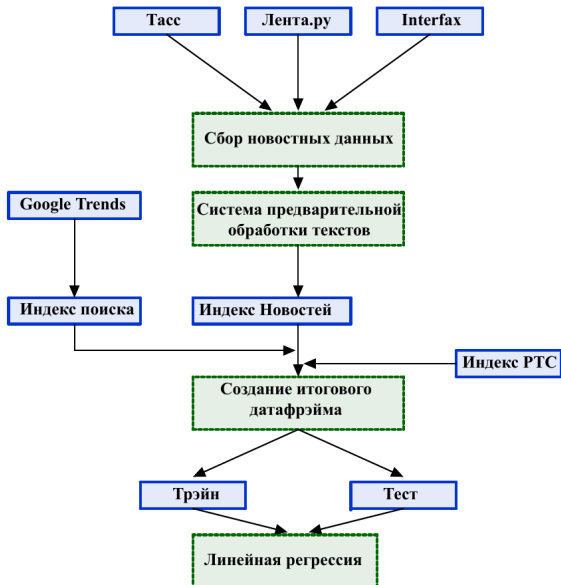 Тасс
Лента.ру
Interfax
Сбор новостных данных
Google Trends
Система предварительной
обработки текстов
Индекс поиска
Индекс Новостей
Индекс РТС
Создание итогового
датафрэйма
Трэйн
Тест
Линейная регрессия